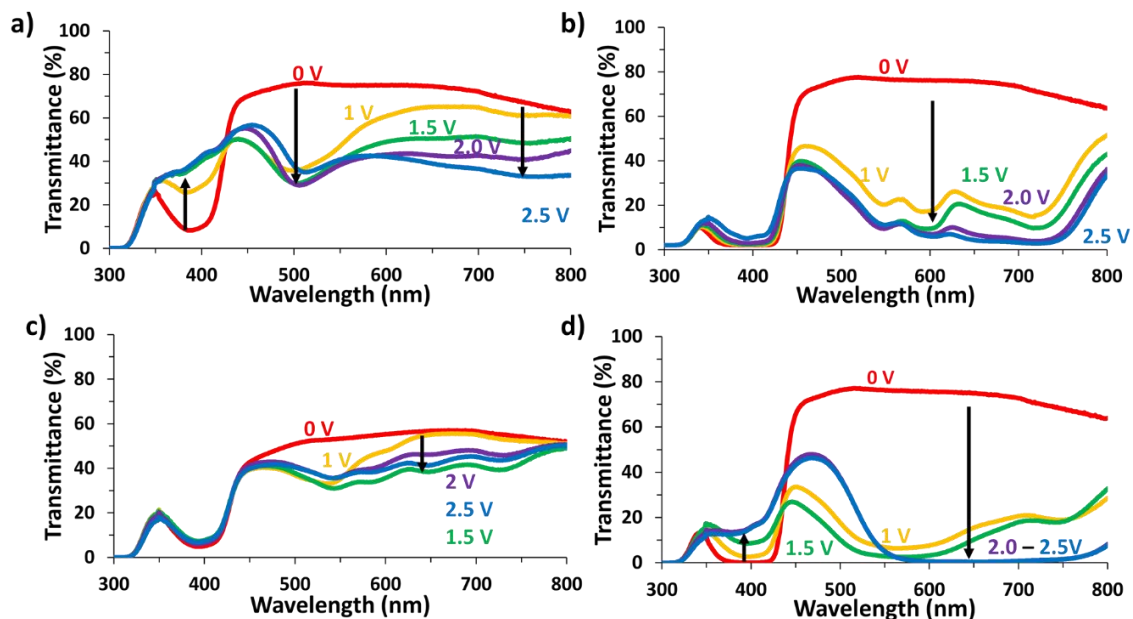 a)
Transmittance (%)
100
80
60
40
20
0
0 V
1 V
1.5 V
2.0 V
2.5 V
300 400 500 600 700 800
Wavelength (nm)
b)
Transmittance (%)
100
80
60
40
20
0
0 V
1 V
1.5 V
2.0 V
2.5 V
300 400 500 600 700 800
Wavelength (nm)
c)
Transmittance (%)
100
80
60
40
20
0
0 V
1 V
2 V
2.5 V
1.5 V
300 400 500 600 700 800
Wavelength (nm)
d)
Transmittance (%)
100
80
60
40
20
0
0 V
1.5 V
1 V
2.0 – 2.5V
300 400 500 600 700 800
Wavelength (nm)